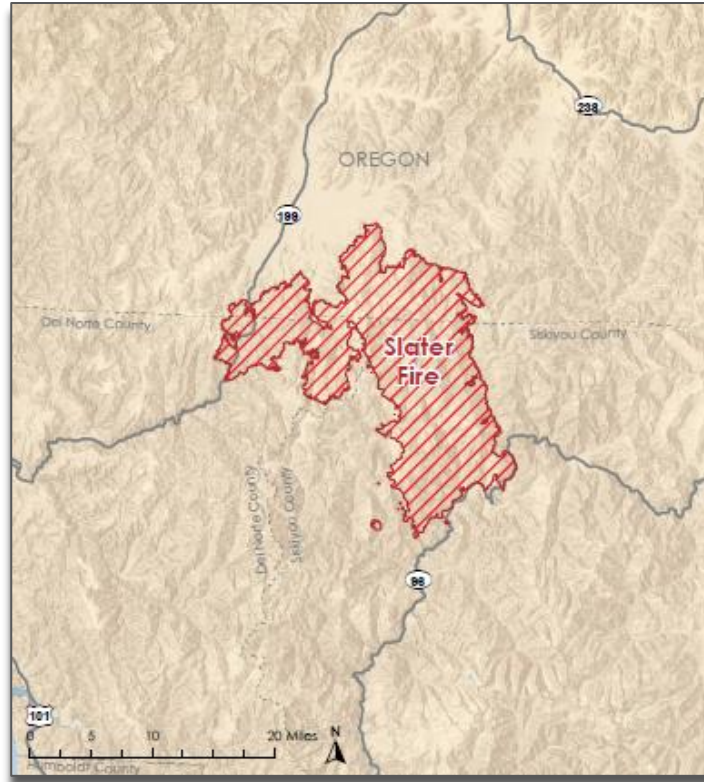 238
OREGON
199
Del Norte County
Siskiyou County
Slater
Fire
Del Norte County
Siskiyou County
96
101
0 5 10 20 Miles
N
Humboldt County